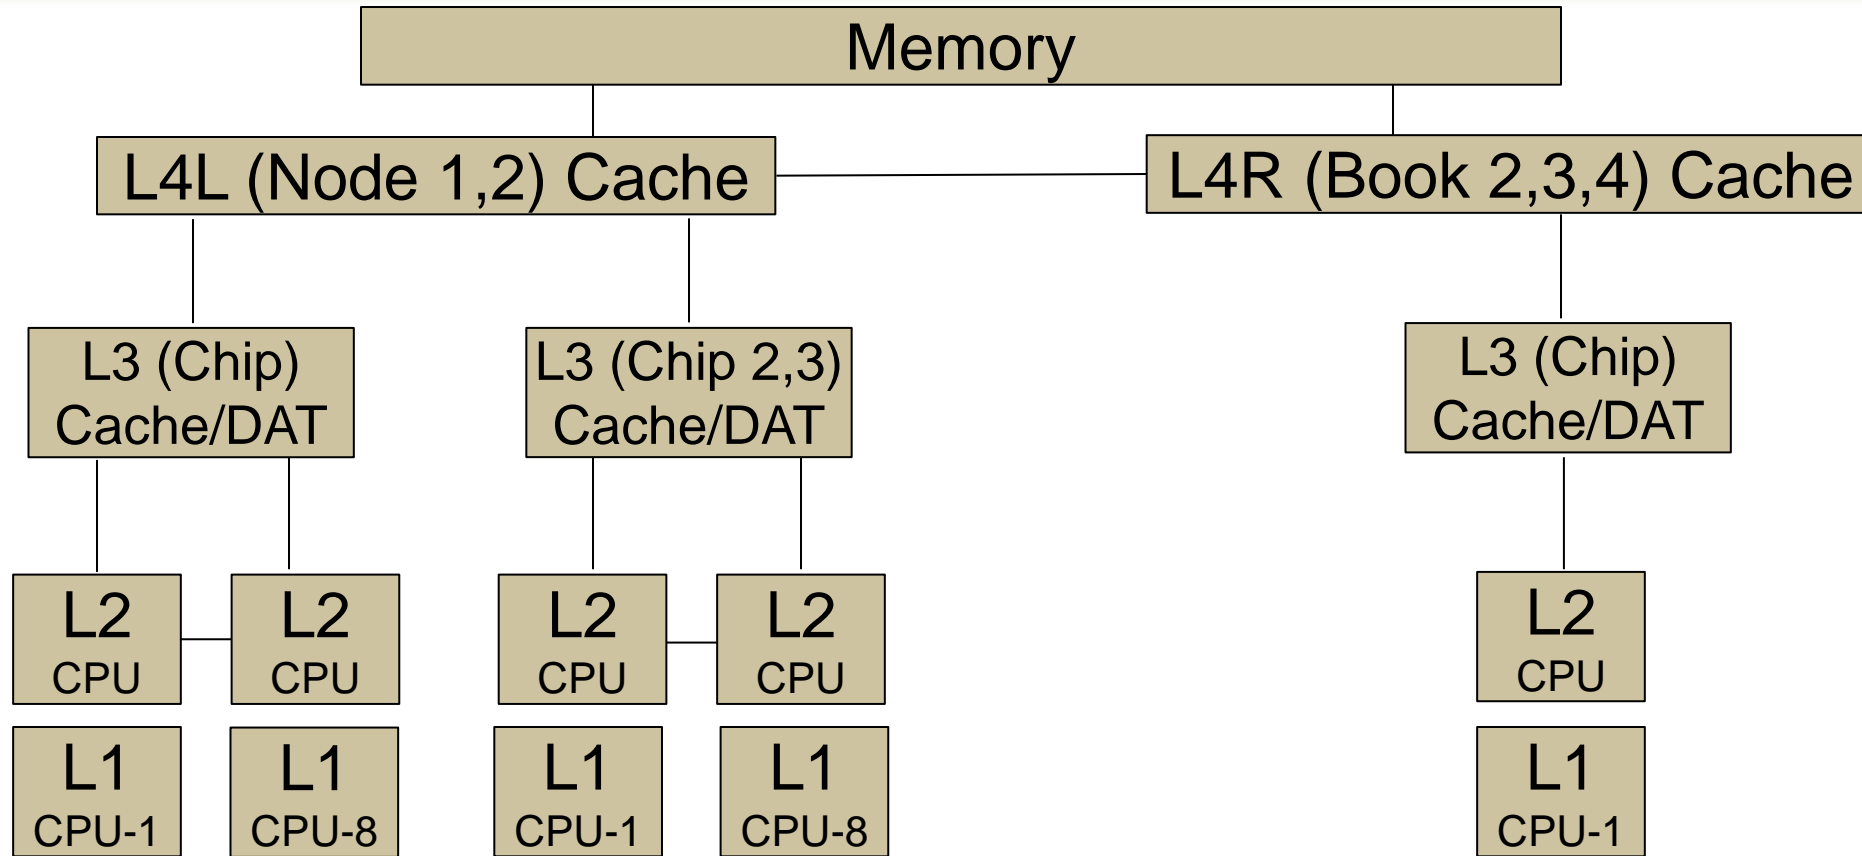 Memory
L4L (Node 1,2) Cache
L4R (Book 2,3,4) Cache
L3 (Chip)
Cache/DAT
L3 (Chip 2,3)
Cache/DAT
L3 (Chip)
Cache/DAT
L2
CPU
L2
CPU
L2
CPU
L2
CPU
L2
CPU
L1
CPU-1
L1
CPU-8
L1
CPU-1
L1
CPU-8
L1
CPU-1